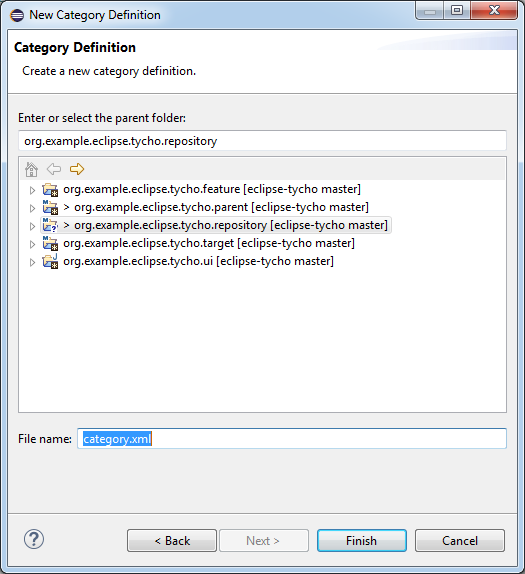 New Category Definition
Category Definition
Create a new category definition.
Enter or select the parent folder:
org.example.eclipse.tycho.repository
org.example.eclipse.tycho.feature [eclipse-tycho master]
> org.example.eclipse.tycho.parent [eclipse-tycho master]
> org.example.eclipse.tycho.repository [eclipse-tycho master]
org.example.eclipse.tycho.target [eclipse-tycho master]
org.example.eclipse.tycho.ui [eclipse-tycho master]
File name: category.xml
? < Back Next > Finish Cancel